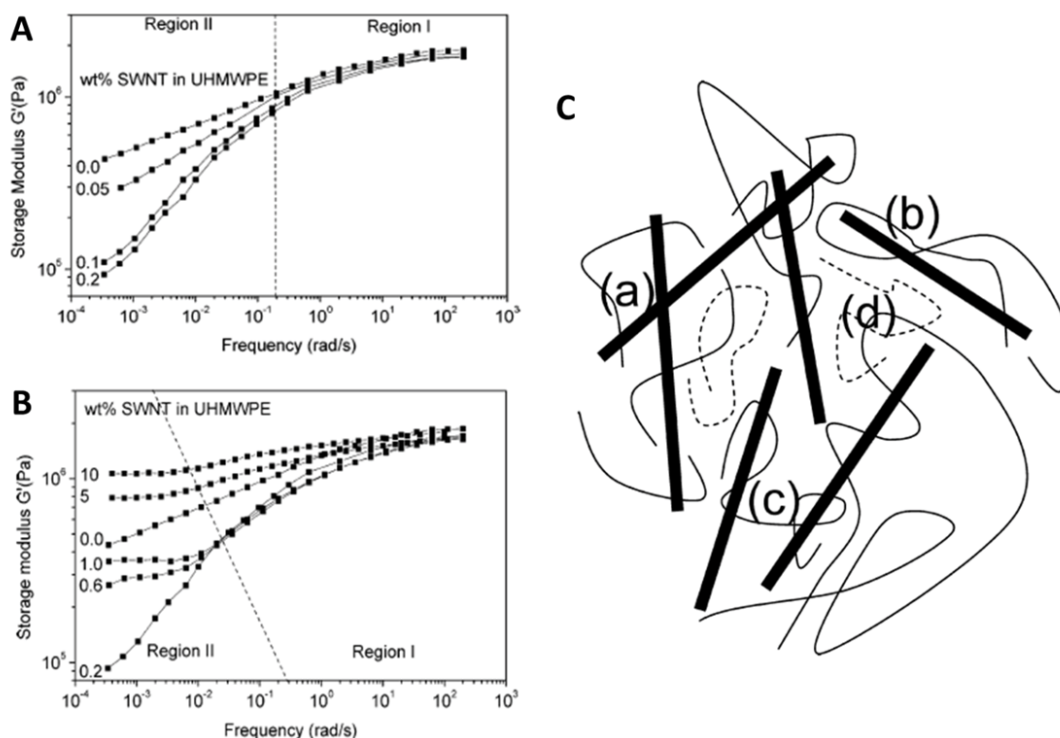 A
Region II
Region I
wt% SWNT in UHMWPE
Storage Modulus G'(Pa)
10^6
10^5
0.0
0.05
0.1
0.2
10^-4 10^-3 10^-2 10^-1 10^0 10^1 10^2 10^3
Frequency (rad/s)
B
wt% SWNT in UHMWPE
Storage modulus G'(Pa)
10^6
10^5
10
5
0.0
1.0
0.6
0.2
Region II
Region I
10^-4 10^-3 10^-2 10^-1 10^0 10^1 10^2 10^3
Frequency (rad/s)
C
(a)
(b)
(d)
(c)